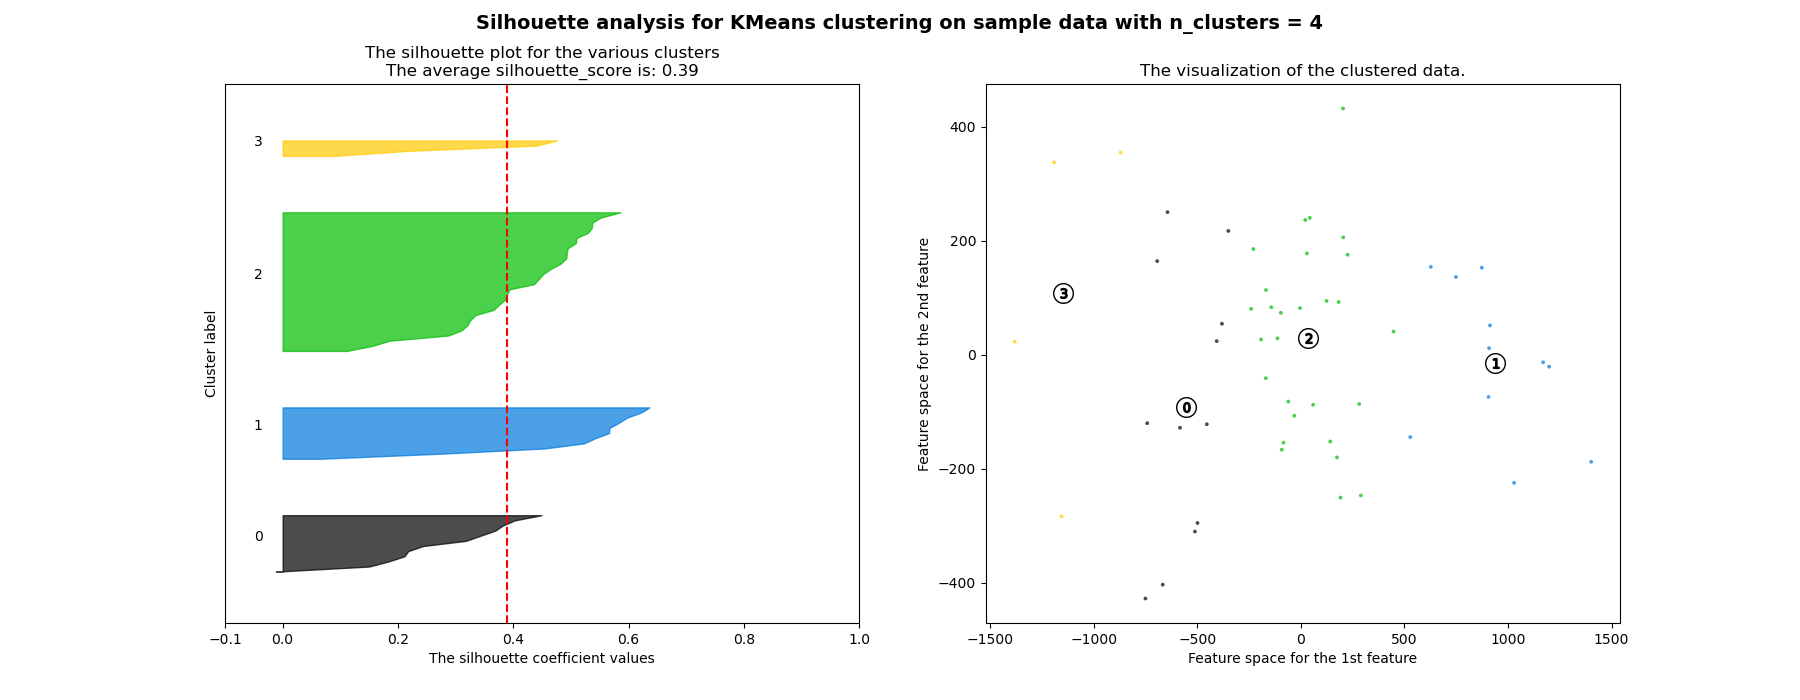 Silhouette analysis for KMeans clustering on sample data with n_clusters = 4
The silhouette plot for the various clusters
The average silhouette_score is: 0.39
3
2
1
0
Cluster label
−0.1 0.0 0.2 0.4 0.6 0.8 1.0
The silhouette coefficient values
The visualization of the clustered data.
400
200
0
−200
−400
Feature space for the 2nd feature
3
2
1
0
−1500 −1000 −500 0 500 1000 1500
Feature space for the 1st feature